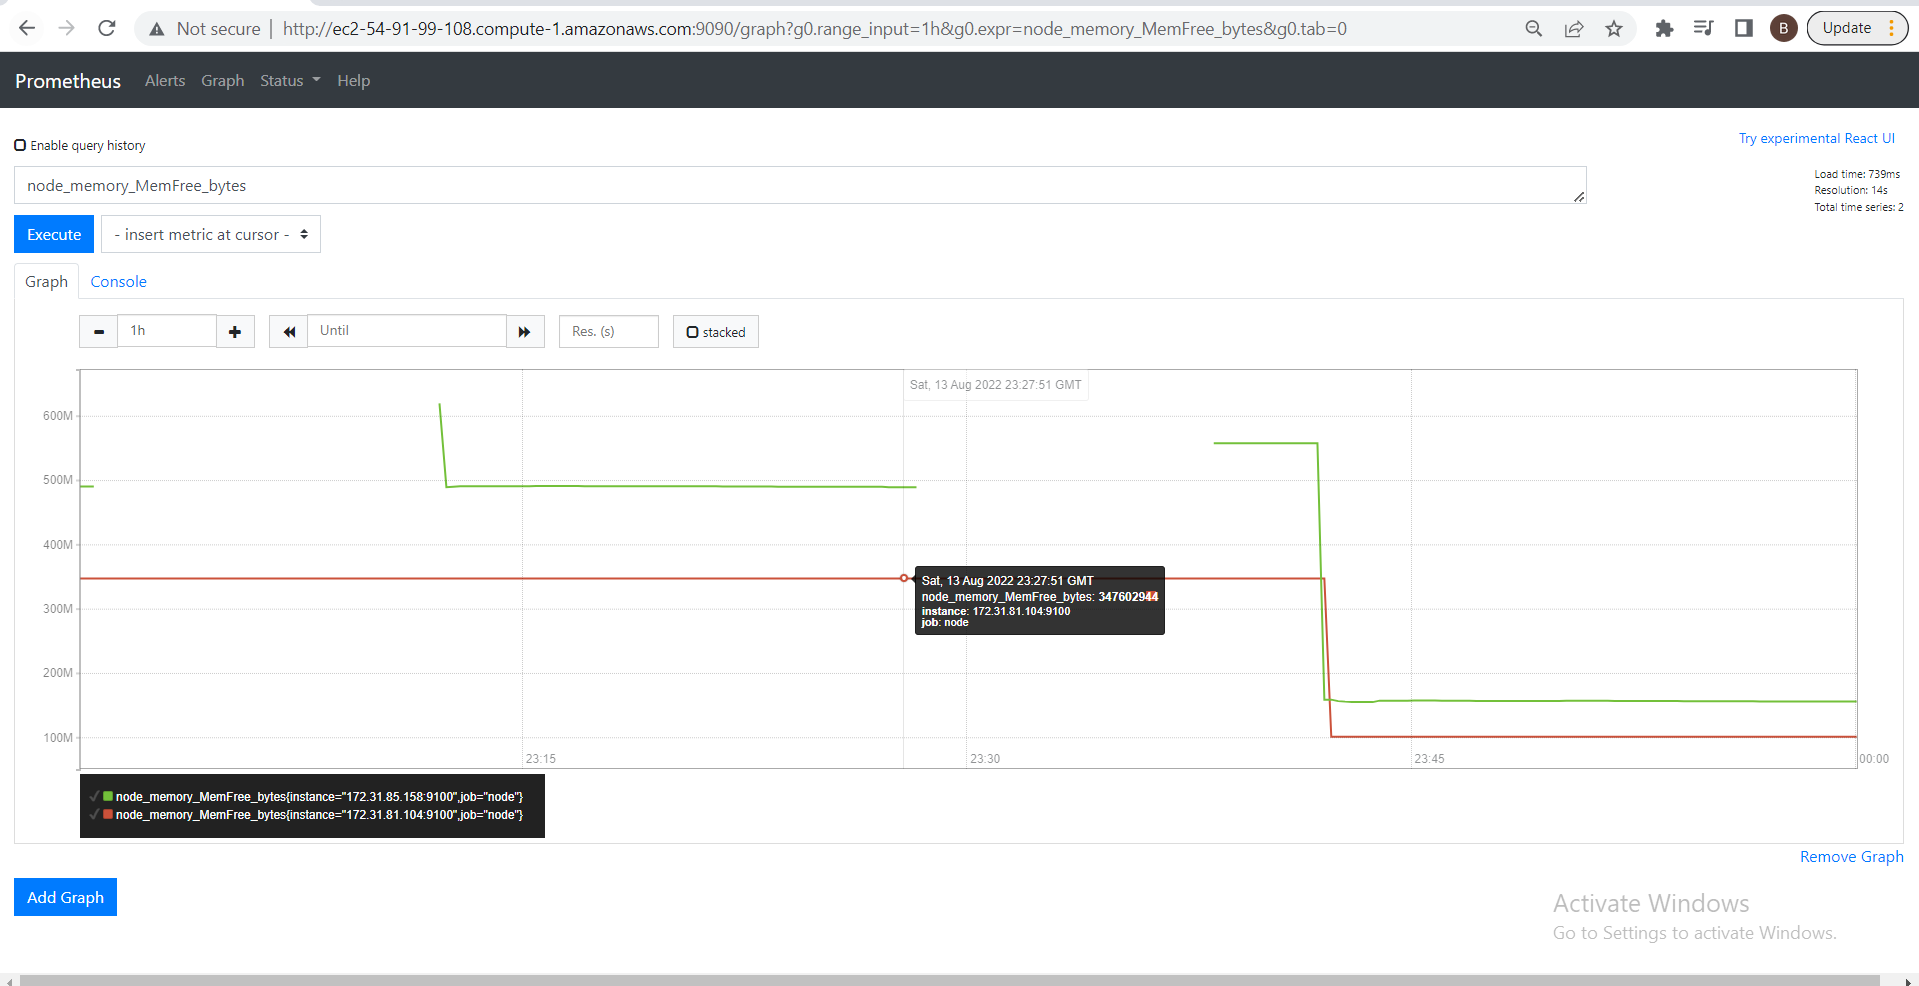 Not secure | http://ec2-54-91-99-108.compute-1.amazonaws.com:9090/graph?g0.range_input=1h&g0.expr=node_memory_MemFree_bytes&g0.tab=0
B
Update
Prometheus Alerts Graph Status Help
Enable query history
Try experimental React UI
node_memory_MemFree_bytes
Load time: 739ms
Resolution: 14s
Total time series: 2
Execute
- insert metric at cursor -
Graph Console
1h
Until
Res. (s)
stacked
Sat, 13 Aug 2022 23:27:51 GMT
600M
500M
400M
300M
200M
100M
Sat, 13 Aug 2022 23:27:51 GMT
node_memory_MemFree_bytes: 347602944
instance: 172.31.81.104:9100
job: node
23:15 23:30 23:45 00:00
node_memory_MemFree_bytes{instance="172.31.85.158:9100",job="node"}
node_memory_MemFree_bytes{instance="172.31.81.104:9100",job="node"}
Remove Graph
Add Graph
Activate Windows
Go to Settings to activate Windows.